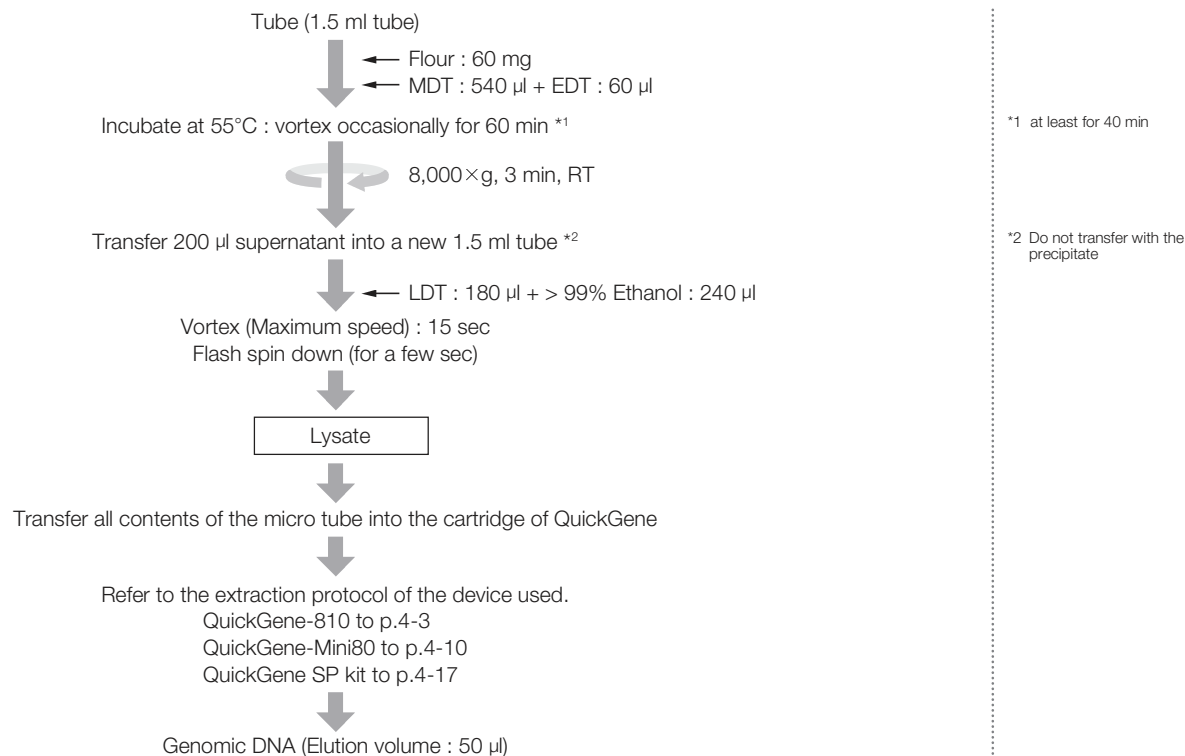 Tube (1.5 ml tube)
Flour : 60 mg
MDT : 540 µl + EDT : 60 µl
Incubate at 55°C : vortex occasionally for 60 min *1
*1 at least for 40 min
8,000×g, 3 min, RT
Transfer 200 µl supernatant into a new 1.5 ml tube *2
*2 Do not transfer with the
precipitate
LDT : 180 µl + > 99% Ethanol : 240 µl
Vortex (Maximum speed) : 15 sec
Flash spin down (for a few sec)
Lysate
Transfer all contents of the micro tube into the cartridge of QuickGene
Refer to the extraction protocol of the device used.
QuickGene-810 to p.4-3
QuickGene-Mini80 to p.4-10
QuickGene SP kit to p.4-17
Genomic DNA (Elution volume : 50 µl)